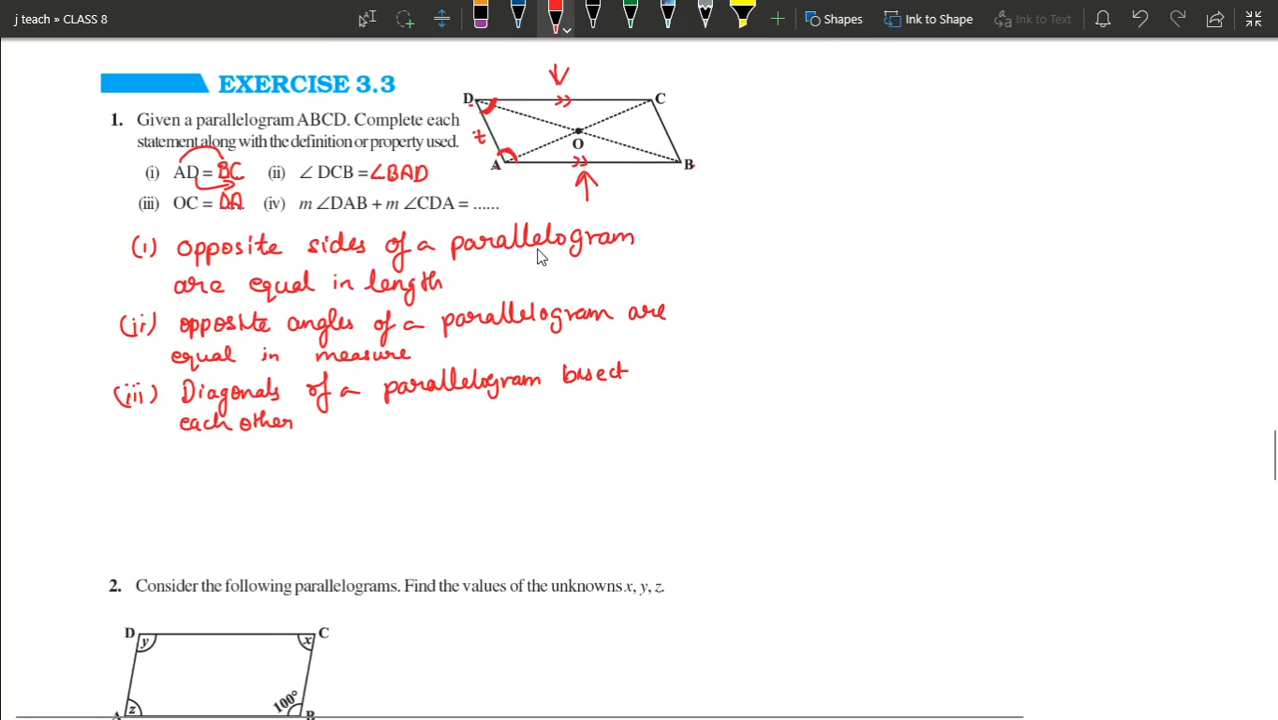 j teach » CLASS 8
Shapes
Ink to Shape
Ink to Text
EXERCISE 3.3
1. Given a parallelogram ABCD. Complete each
statement along with the definition or property used.
(i) AD = BC (ii) ∠ DCB = ∠BAD
(iii) OC = OA (iv) m ∠DAB + m ∠CDA = ......
D C
t
O
A B
(i) opposite sides of a parallelogram
are equal in length
(ii) opposite angles of a parallelogram are
equal in measure
(iii) Diagonals of a parallelogram bisect
each other
2. Consider the following parallelograms. Find the values of the unknowns x, y, z.
D y x C
A z 100° B